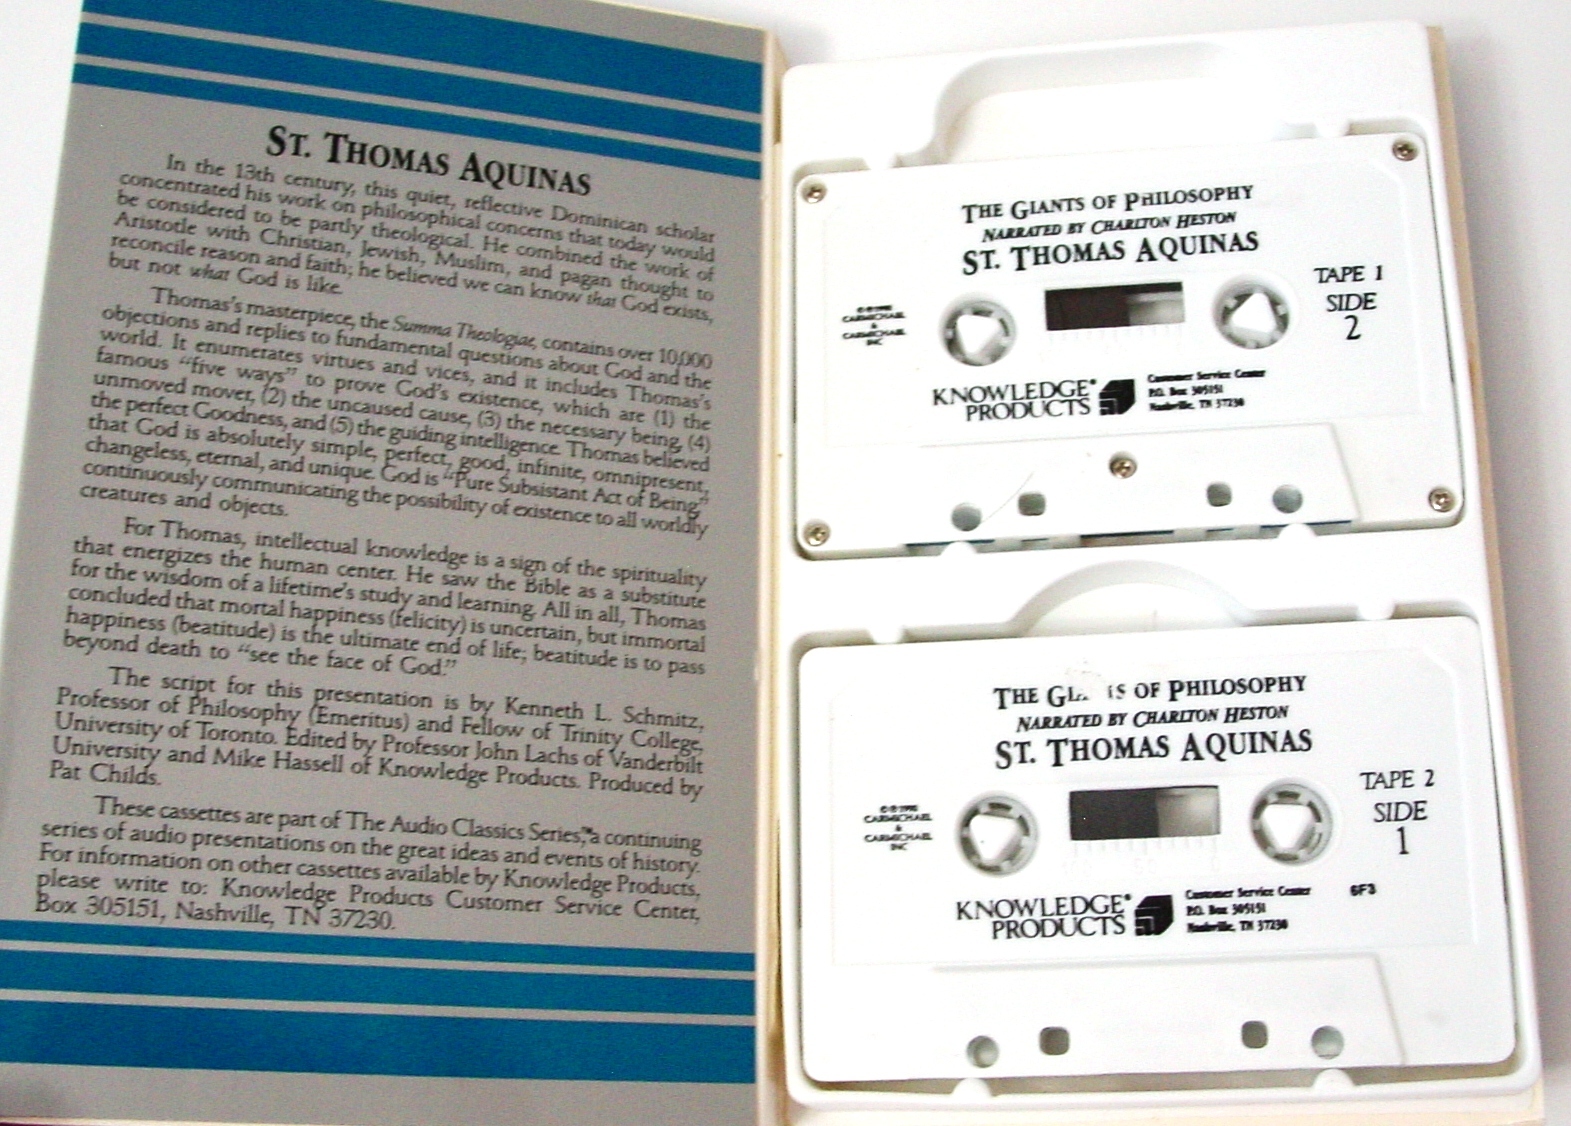 ST. THOMAS AQUINAS
In the 13th century, this quiet, reflective Dominican scholar
concentrated his work on philosophical concerns that today would
be considered to be partly theological. He combined the work of
Aristotle with Christian, Jewish, Muslim, and pagan thought to
reconcile reason and faith; he believed we can know that God exists,
but not what God is like.
Thomas's masterpiece, the Summa Theologiae, contains over 10,000
objections and replies to fundamental questions about God and the
world. It enumerates virtues and vices, and it includes Thomas's
famous "five ways" to prove God's existence, which are (1) the
unmoved mover, (2) the uncaused cause, (3) the necessary being, (4)
the perfect Goodness, and (5) the guiding intelligence. Thomas believed
that God is absolutely simple, perfect, good, infinite, omnipresent,
changeless, eternal, and unique. God is "Pure Subsistant Act of Being,"
continuously communicating the possibility of existence to all worldly
creatures and objects.
For Thomas, intellectual knowledge is a sign of the spirituality
that energizes the human center. He saw the Bible as a substitute
for the wisdom of a lifetime's study and learning. All in all, Thomas
concluded that mortal happiness (felicity) is uncertain, but immortal
happiness (beatitude) is the ultimate end of life; beatitude is to pass
beyond death to "see the face of God."
The script for this presentation is by Kenneth L. Schmitz,
Professor of Philosophy (Emeritus) and Fellow of Trinity College,
University of Toronto. Edited by Professor John Lachs of Vanderbilt
University and Mike Hassell of Knowledge Products. Produced by
Pat Childs.
These cassettes are part of The Audio Classics Series,™ a continuing
series of audio presentations on the great ideas and events of history.
For information on other cassettes available by Knowledge Products,
please write to: Knowledge Products Customer Service Center,
Box 305151, Nashville, TN 37230.
THE GIANTS OF PHILOSOPHY
NARRATED BY CHARLTON HESTON
ST. THOMAS AQUINAS
TAPE 1
SIDE
2
CARMICHAEL
&
CARMICHAEL
INC
KNOWLEDGE®
PRODUCTS
Customer Service Center
P.O. Box 305151
Nashville, TN 37230
THE GIA IS OF PHILOSOPHY
NARRATED BY CHARLTON HESTON
ST. THOMAS AQUINAS
TAPE 2
SIDE
1
CARMICHAEL
&
CARMICHAEL
INC
6F3
KNOWLEDGE®
PRODUCTS
Customer Service Center
P.O. Box 305151
Nashville, TN 37230